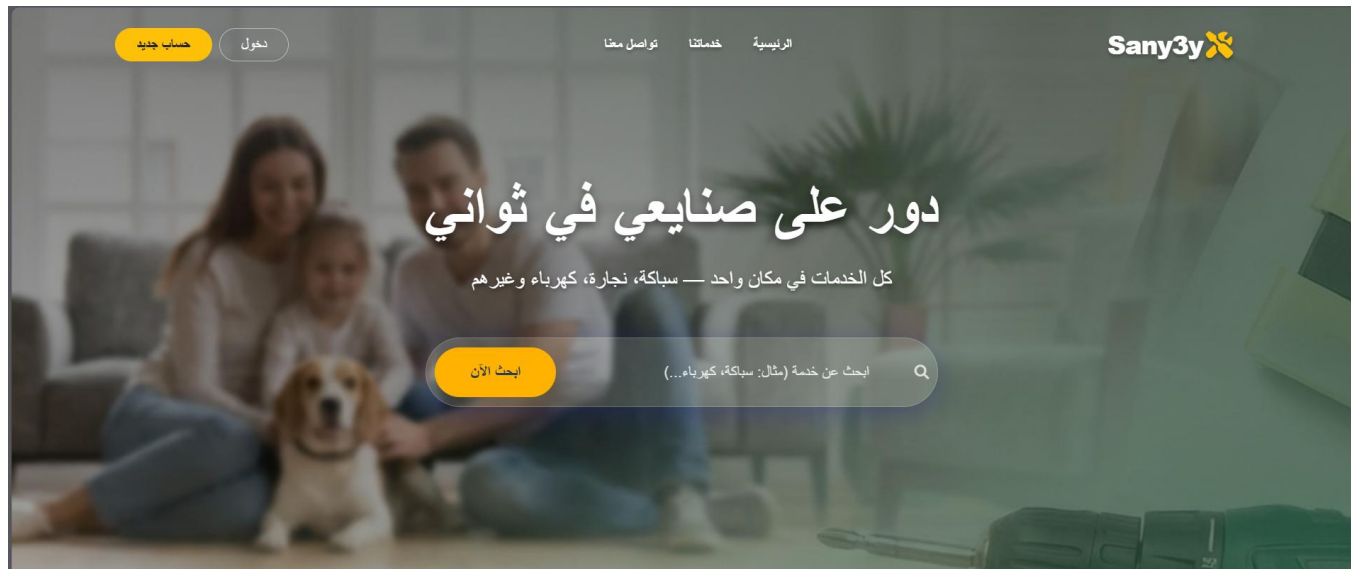 Sany3y
الرئيسية خدماتنا تواصل معنا
دخول
حساب جديد
دور على صنايعي في ثواني
كل الخدمات في مكان واحد — سباكة، نجارة، كهرباء وغيرهم
ابحث عن خدمة (مثال: سباكة، كهرباء...)
ابحث الآن